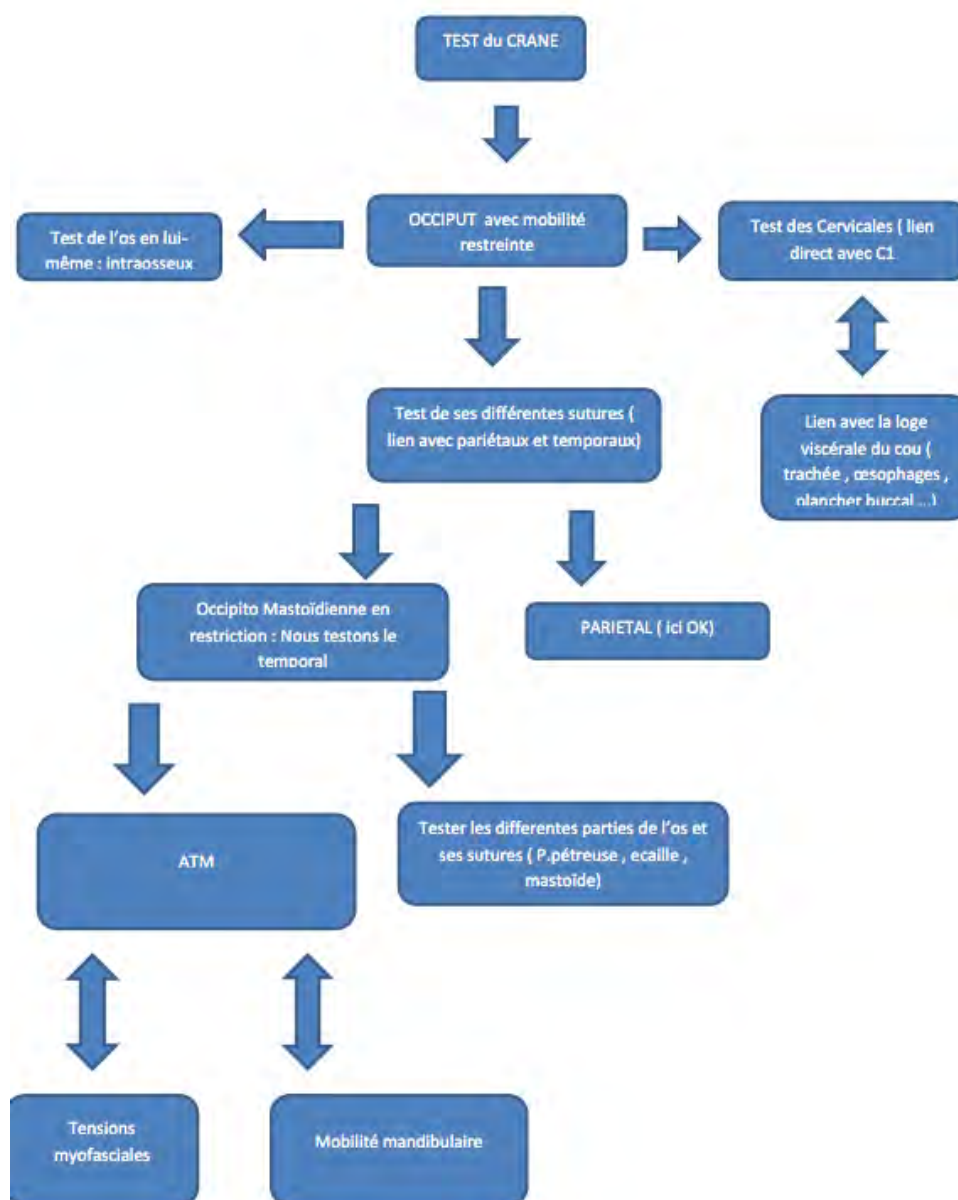 TEST du CRANE
OCCIPUT avec mobilité
restreinte
Test de l'os en lui-
même : intraosseux
Test des Cervicales ( lien
direct avec C1
Test de ses différentes sutures (
lien avec pariétaux et temporaux)
Lien avec la loge
viscérale du cou (
trachée , œsophages ,
plancher buccal ...)
Occipito Mastoïdienne en
restriction : Nous testons le
temporal
PARIETAL ( ici OK)
ATM
Tester les differentes parties de l'os et
ses sutures ( P.pétreuse , ecaille ,
mastoïde)
Tensions
myofasciales
Mobilité mandibulaire